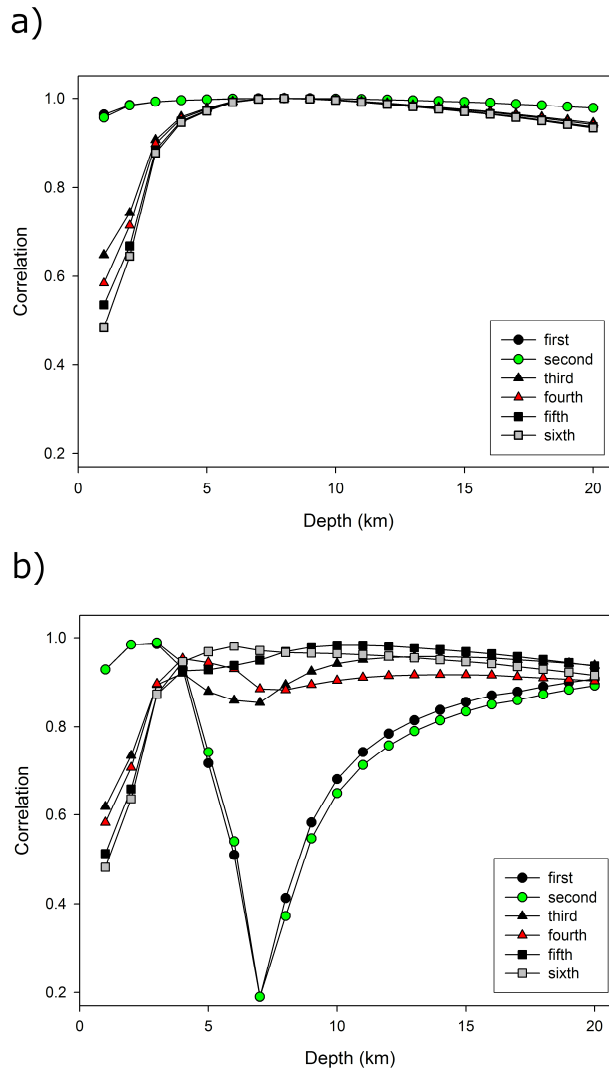 a)
1.0
0.8
0.6
0.4
0.2
Correlation
0 5 10 15 20
Depth (km)
first
second
third
fourth
fifth
sixth
b)
1.0
0.8
0.6
0.4
0.2
Correlation
0 5 10 15 20
Depth (km)
first
second
third
fourth
fifth
sixth